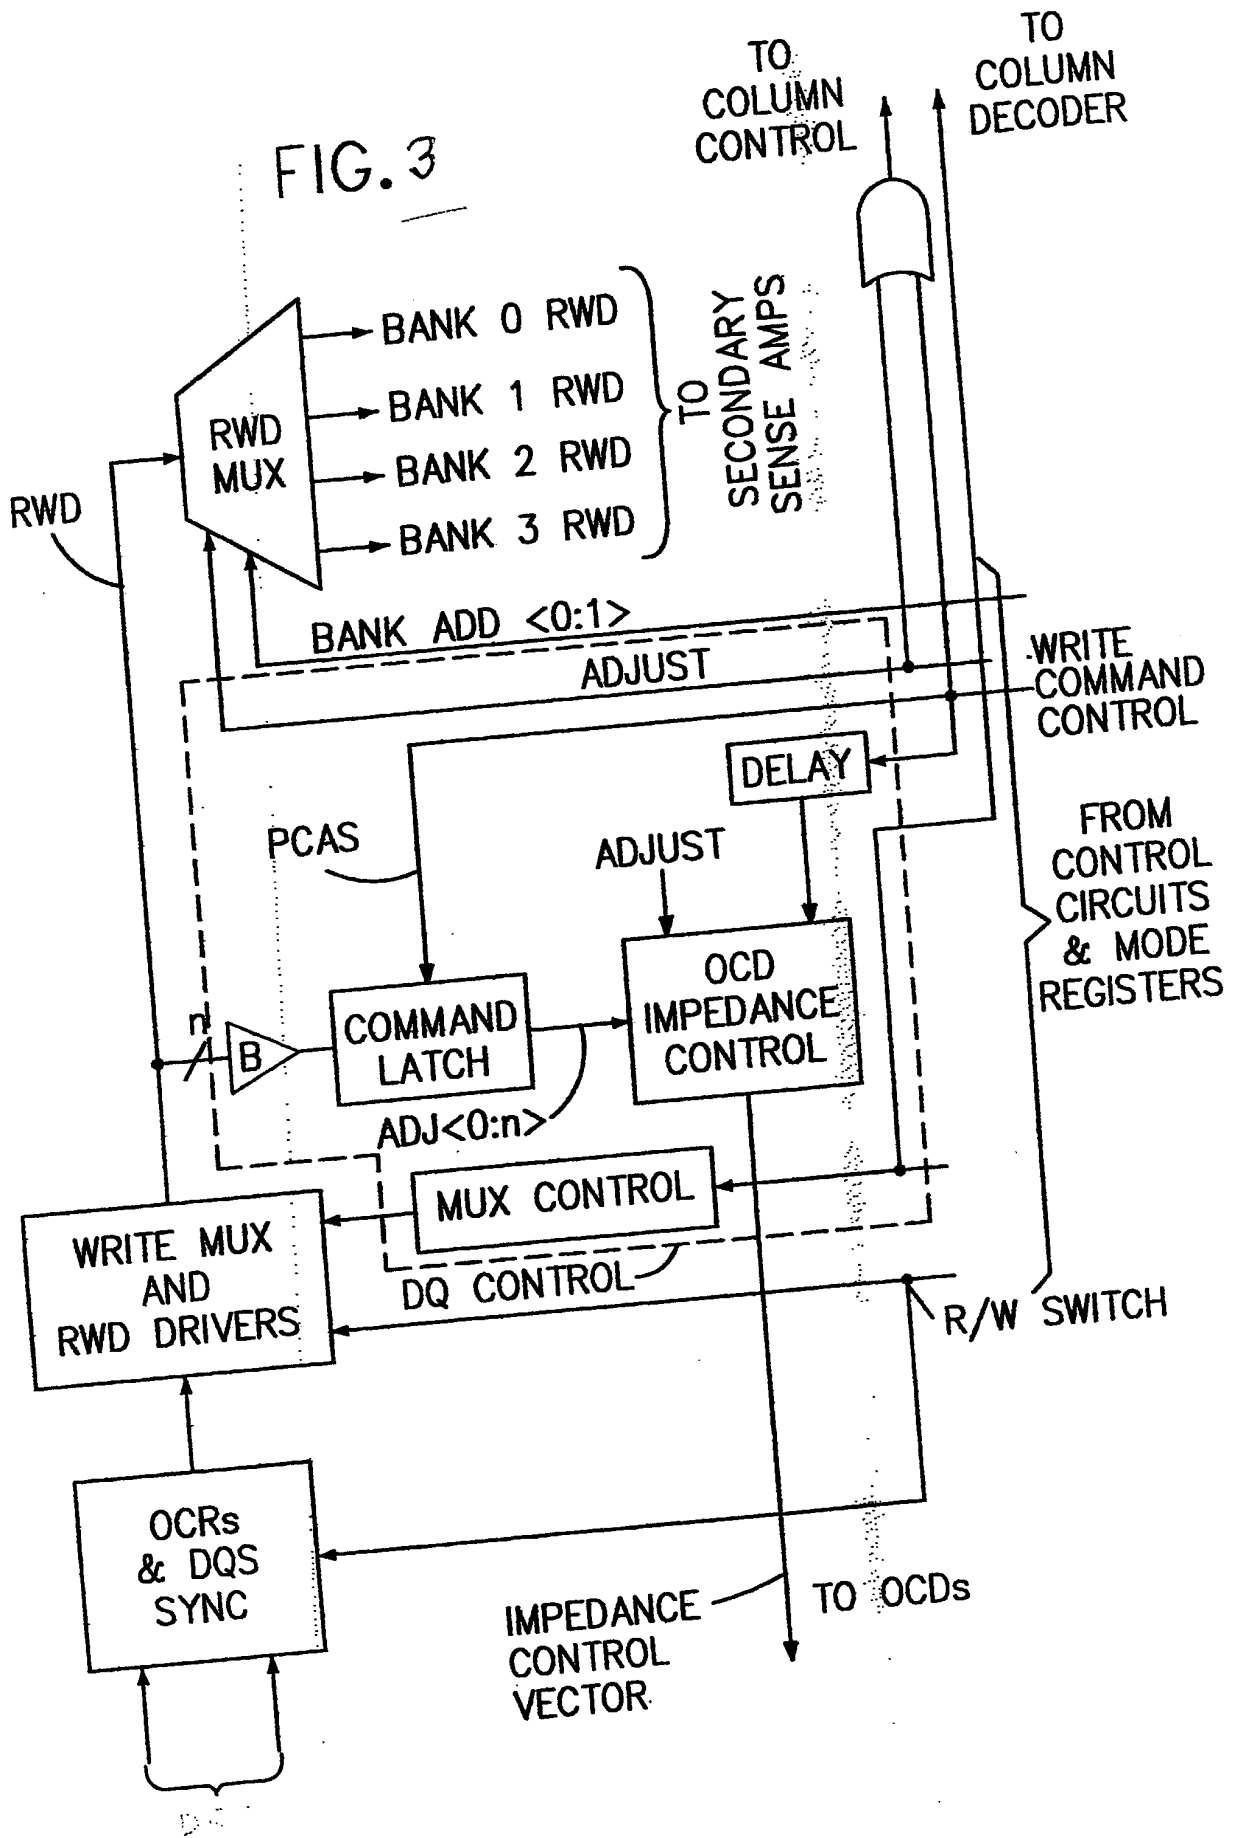 TO
COLUMN
CONTROL
TO
COLUMN
DECODER
FIG. 3
BANK 0 RWD
BANK 1 RWD
BANK 2 RWD
BANK 3 RWD
TO
SECONDARY
SENSE AMPS
RWD
MUX
RWD
BANK ADD <0:1>
ADJUST
WRITE
COMMAND
CONTROL
DELAY
PCAS
ADJUST
FROM
CONTROL
CIRCUITS
& MODE
REGISTERS
n
B
COMMAND
LATCH
OCD
IMPEDANCE
CONTROL
ADJ<0:n>
MUX CONTROL
DQ CONTROL
WRITE MUX
AND
RWD DRIVERS
R/W SWITCH
OCRs
& DQS
SYNC
IMPEDANCE
CONTROL
VECTOR
TO OCDs